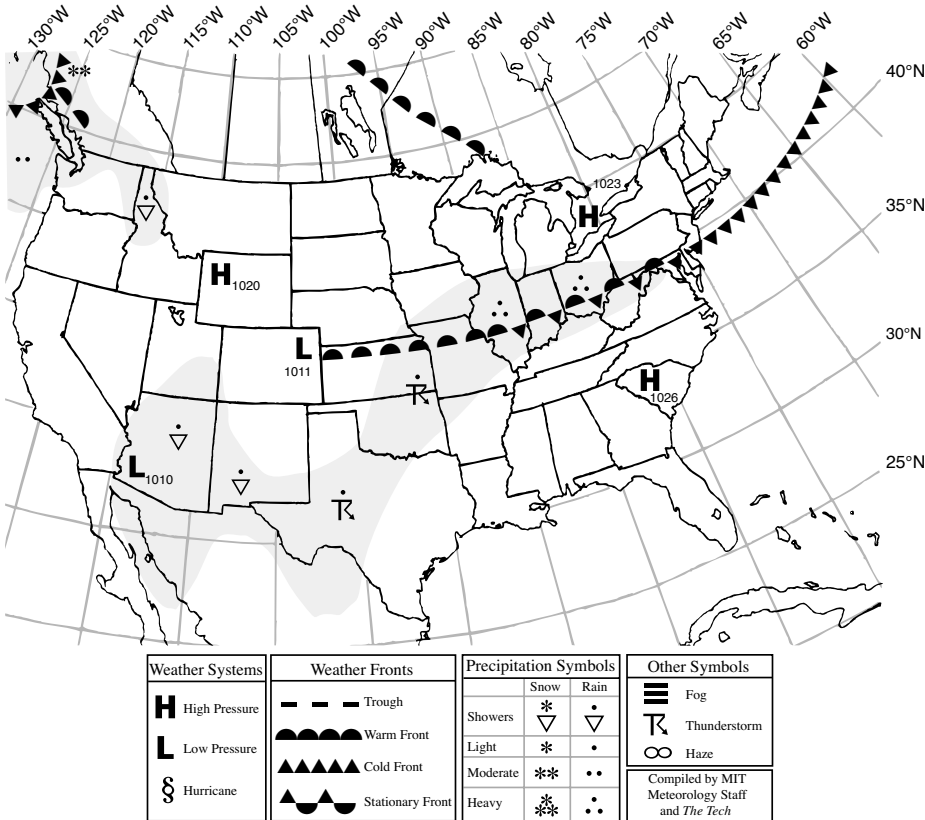 130°W 125°W 120°W 115°W 110°W 105°W 100°W 95°W 90°W 85°W 80°W 75°W 70°W 65°W 60°W
40°N
35°N
30°N
25°N
1023
H
H 1020
L
1011
H
1026
L 1010
Weather Systems
H High Pressure
L Low Pressure
§ Hurricane
Weather Fronts
Trough
Warm Front
Cold Front
Stationary Front
Precipitation Symbols
Snow Rain
Showers
Light
Moderate
Heavy
Other Symbols
Fog
Thunderstorm
Haze
Compiled by MIT
Meteorology Staff
and The Tech